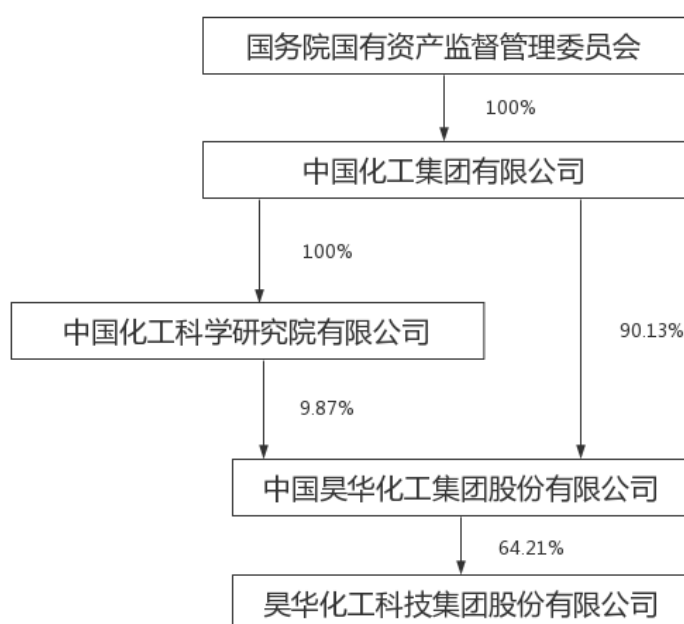 国务院国有资产监督管理委员会
100%
中国化工集团有限公司
100%
中国化工科学研究院有限公司
90.13%
9.87%
中国昊华化工集团股份有限公司
64.21%
昊华化工科技集团股份有限公司